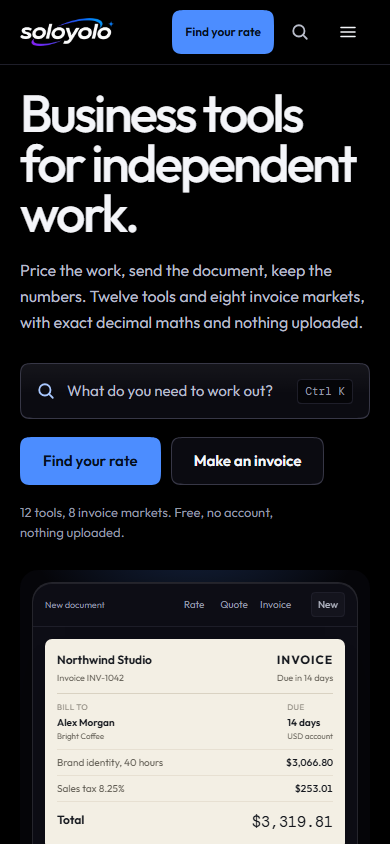 soloyolo
Find your rate
Business tools
for independent
work.
Price the work, send the document, keep the
numbers. Twelve tools and eight invoice markets,
with exact decimal maths and nothing uploaded.
What do you need to work out?
Ctrl K
Find your rate
Make an invoice
12 tools, 8 invoice markets. Free, no account,
nothing uploaded.
New document
Rate
Quote
Invoice
New
Northwind Studio
INVOICE
Invoice INV-1042
Due in 14 days
BILL TO
DUE
Alex Morgan
14 days
Bright Coffee
USD account
Brand identity, 40 hours
$3,066.80
Sales tax 8.25%
$253.01
Total
$3,319.81